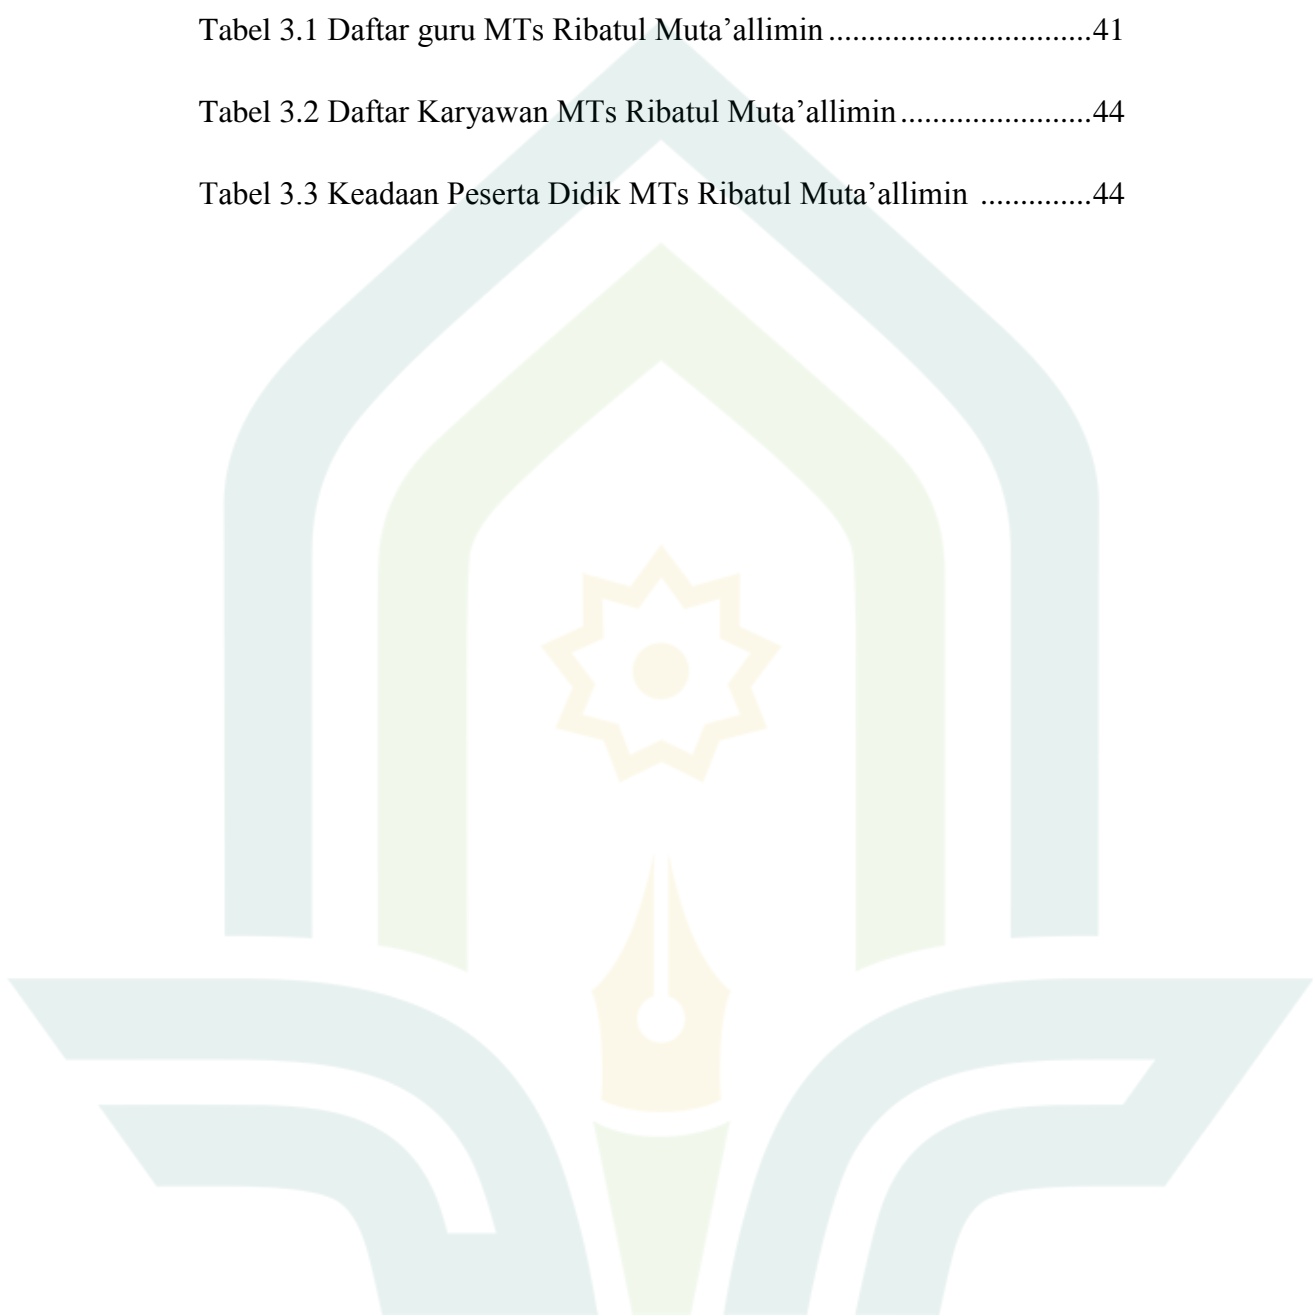 Tabel 3.1 Daftar guru MTs Ribatul Muta’allimin .................................41
Tabel 3.2 Daftar Karyawan MTs Ribatul Muta’allimin ........................44
Tabel 3.3 Keadaan Peserta Didik MTs Ribatul Muta’allimin ..............44